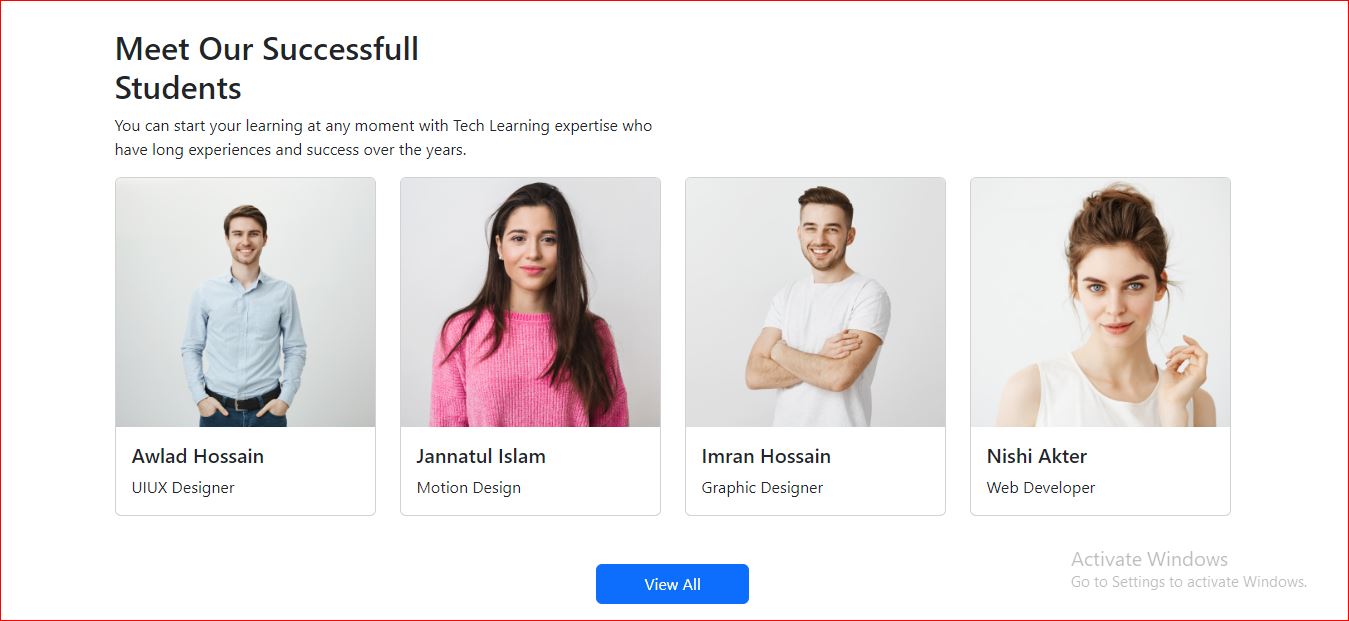 Meet Our Successfull
Students
You can start your learning at any moment with Tech Learning expertise who
have long experiences and success over the years.
Awlad Hossain
UIUX Designer
Jannatul Islam
Motion Design
Imran Hossain
Graphic Designer
Nishi Akter
Web Developer
View All
Activate Windows
Go to Settings to activate Windows.